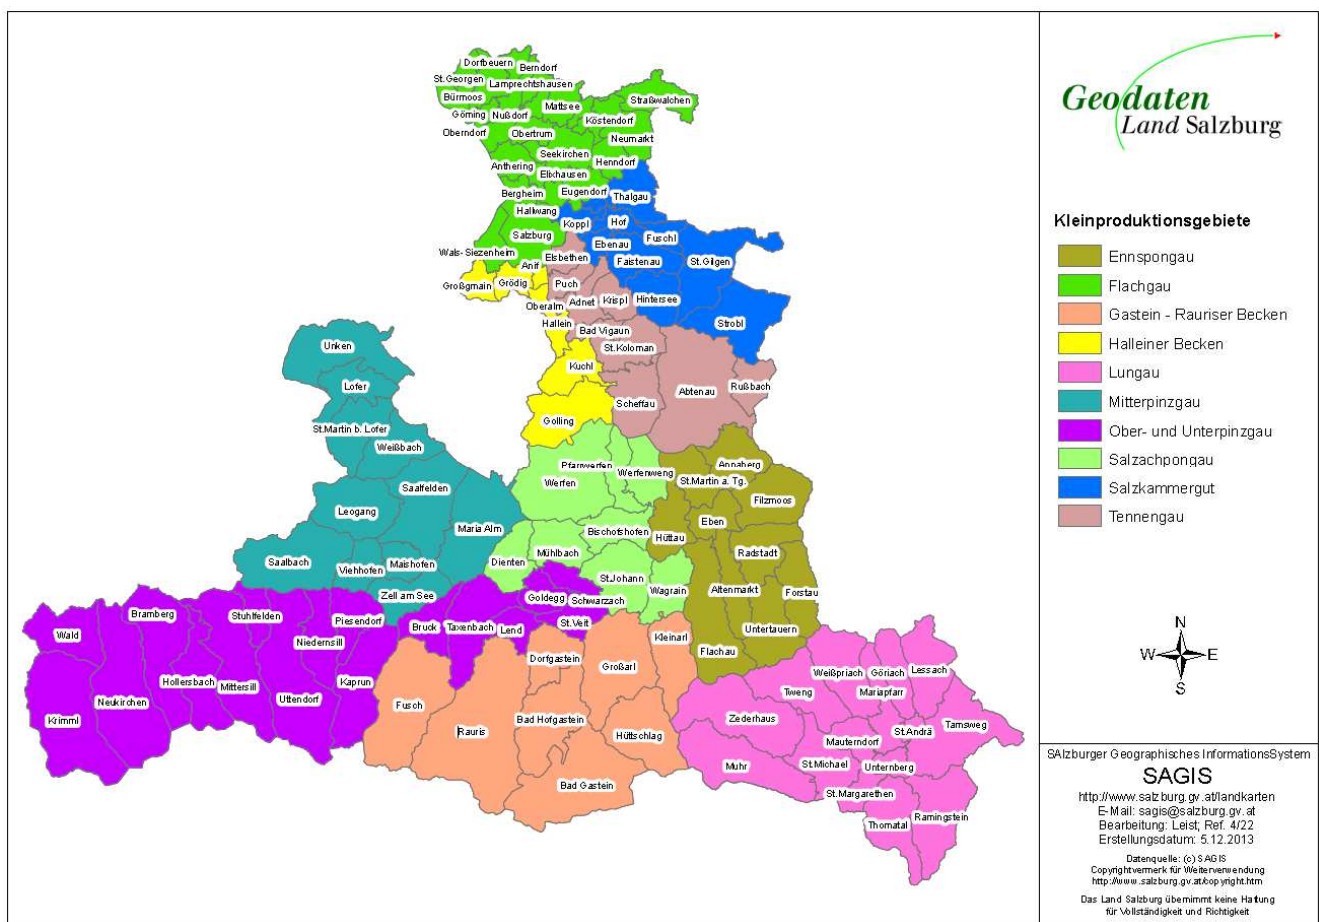 Dorfbeuern
Berndorf
St.Georgen
Lamprechtshausen
Bürmoos
Mattsee
Straßwalchen
Göming
Nußdorf
Köstendorf
Oberndorf
Obertrum
Neumarkt
Seekirchen
Henndorf
Anthering
Elixhausen
Bergheim
Eugendorf
Thalgau
Hallwang
Koppl
Hof
Salzburg
Fuschl
Ebenau
Wals-Siezenheim
Elsbethen
Faistenau
St.Gilgen
Anif
Großgmain
Grödig
Puch
Adnet
Krispl
Hintersee
Oberalm
Hallein
Bad Vigaun
Strobl
St.Koloman
Unken
Kuchl
Lofer
Abtenau
Rußbach
Scheffau
Golling
St.Martin b. Lofer
Weißbach
Pfarrwerfen
Werfenweng
Annaberg
Werfen
St.Martin a. Tg.
Filzmoos
Saalfelden
Leogang
Maria Alm
Eben
Bischofshofen
Hüttau
Mühlbach
Radstadt
Saalbach
Viehhofen
Maishofen
Dienten
St.Johann
Wagrain
Altenmarkt
Forstau
Zell am See
Goldegg
Schwarzach
Bramberg
Stuhlfelden
Piesendorf
Wald
Bruck
Taxenbach
Lend
St.Veit
Kleinarl
Untertauern
Niedernsill
Flachau
Dorfgastein
Großarl
Hollersbach
Mittersill
Kaprun
Weißpriach
Göriach
Lessach
Neukirchen
Uttendorf
Fusch
Tweng
Mariapfarr
Krimml
Bad Hofgastein
Zederhaus
Rauris
Hüttschlag
St.Andrä
Tamsweg
Mauterndorf
Muhr
St.Michael
Unternberg
Bad Gastein
St.Margarethen
Ramingstein
Thomatal
Geodaten
Land Salzburg
Kleinproduktionsgebiete
Ennspongau
Flachgau
Gastein - Rauriser Becken
Halleiner Becken
Lungau
Mitterpinzgau
Ober- und Unterpinzgau
Salzachpongau
Salzkammergut
Tennengau
N
W E
S
SAlzburger Geographisches InformationsSystem
SAGIS
http://www.salzburg.gv.at/landkarten
E-Mail: sagis@salzburg.gv.at
Bearbeitung: Leist; Ref. 4/22
Erstellungsdatum: 5.12.2013
Datenquelle: (c) SAGIS
Copyrightvermerk für Weiterverwendung
http://www.salzburg.gv.at/copyright.htm
Das Land Salzburg übernimmt keine Haftung
für Vollständigkeit und Richtigkeit